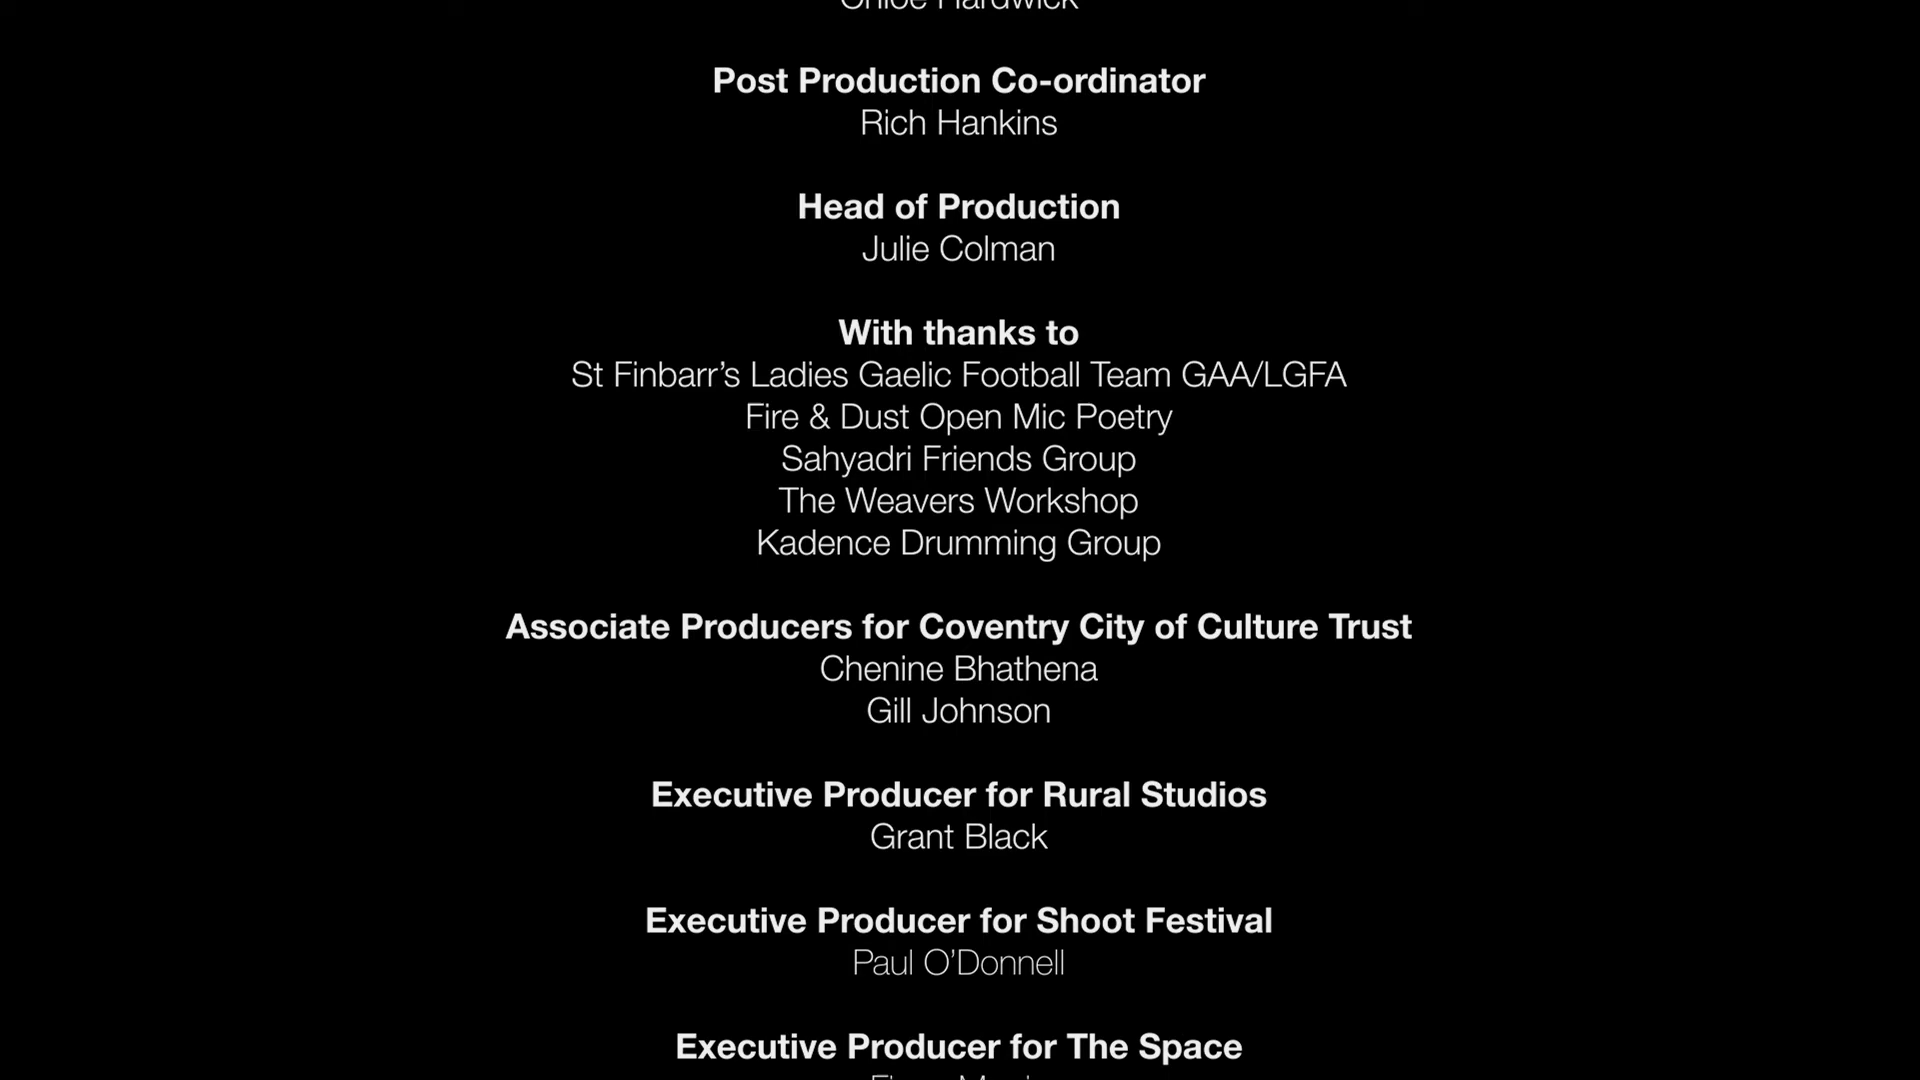 Chloe Hardwick
Post Production Co-ordinator
Rich Hankins
Head of Production
Julie Colman
With thanks to
St Finbarr’s Ladies Gaelic Football Team GAA/LGFA
Fire & Dust Open Mic Poetry
Sahyadri Friends Group
The Weavers Workshop
Kadence Drumming Group
Associate Producers for Coventry City of Culture Trust
Chenine Bhathena
Gill Johnson
Executive Producer for Rural Studios
Grant Black
Executive Producer for Shoot Festival
Paul O’Donnell
Executive Producer for The Space